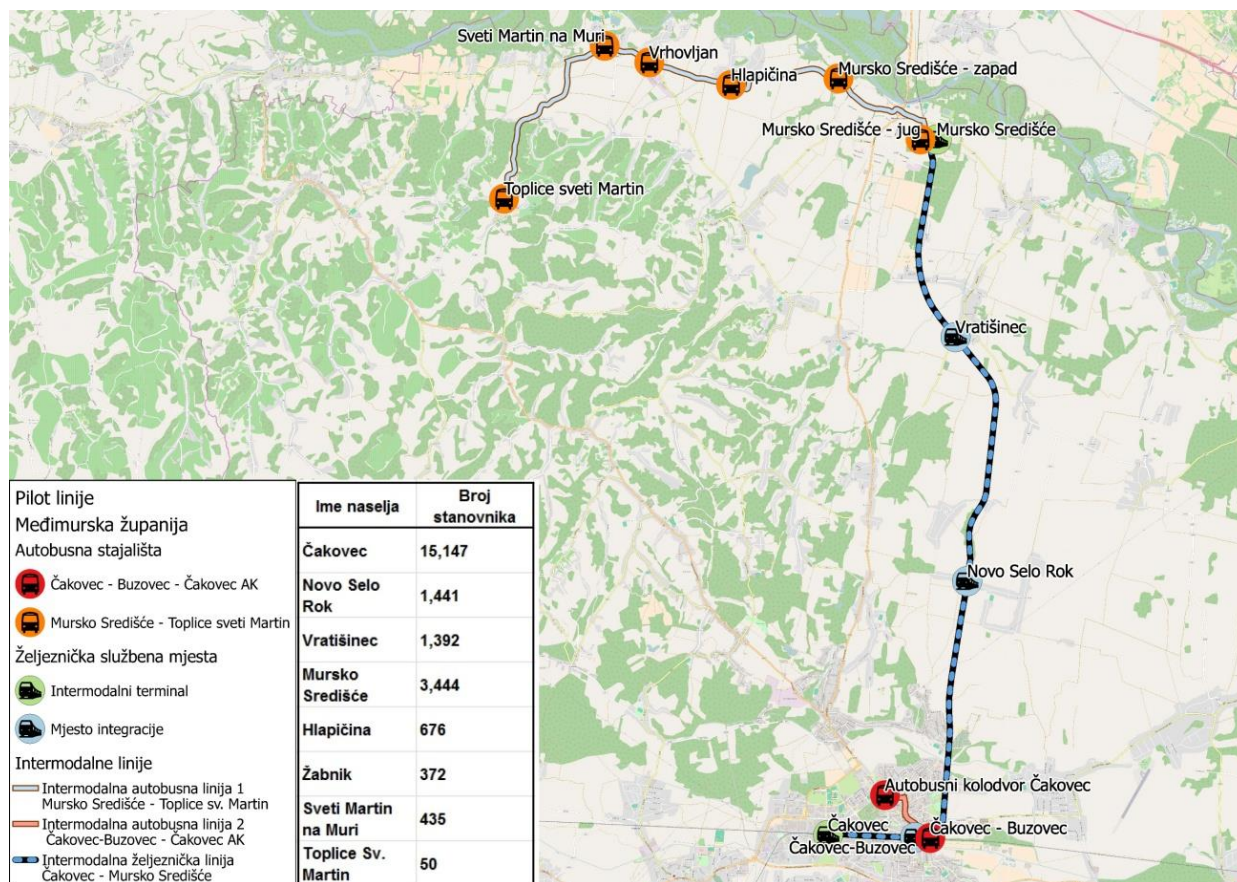 Sveti Martin na Muri
Vrhovljan
Hlapičina
Mursko Središće - zapad
Mursko Središće - jug
Mursko Središće
Toplice sveti Martin
Vratišinec
Novo Selo Rok
Autobusni kolodvor Čakovec
Čakovec
Čakovec - Buzovec
Čakovec-Buzovec
Pilot linije
Međimurska županija
Autobusna stajališta
Čakovec - Buzovec - Čakovec AK
Mursko Središće - Toplice sveti Martin
Željeznička službena mjesta
Intermodalni terminal
Mjesto integracije
Intermodalne linije
Intermodalna autobusna linija 1
Mursko Središće - Toplice sv. Martin
Intermodalna autobusna linija 2
Čakovec-Buzovec - Čakovec AK
Intermodalna željeznička linija
Čakovec - Mursko Središće
Ime naselja
Broj
stanovnika
Čakovec
15,147
Novo Selo
Rok
1,441
Vratišinec
1,392
Mursko
Središće
3,444
Hlapičina
676
Žabnik
372
Sveti Martin
na Muri
435
Toplice Sv.
Martin
50